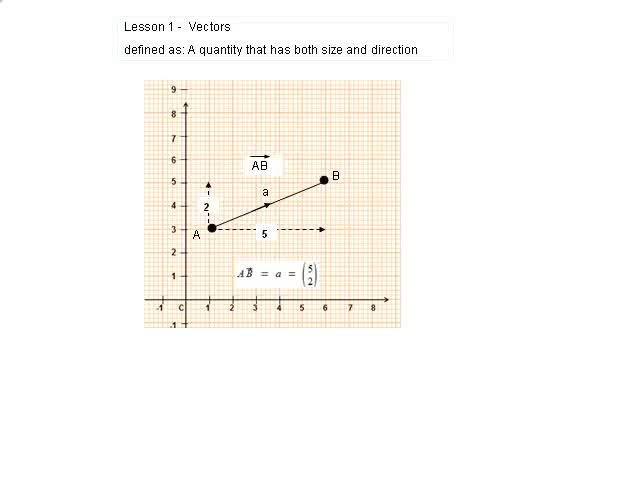 Lesson 1 - Vectors
defined as: A quantity that has both size and direction
9
8
7
6
AB
5
B
a
4
2
3
A
5
2
1
AB = a = (5 2)
-1 C 1 2 3 4 5 6 7 8
-1